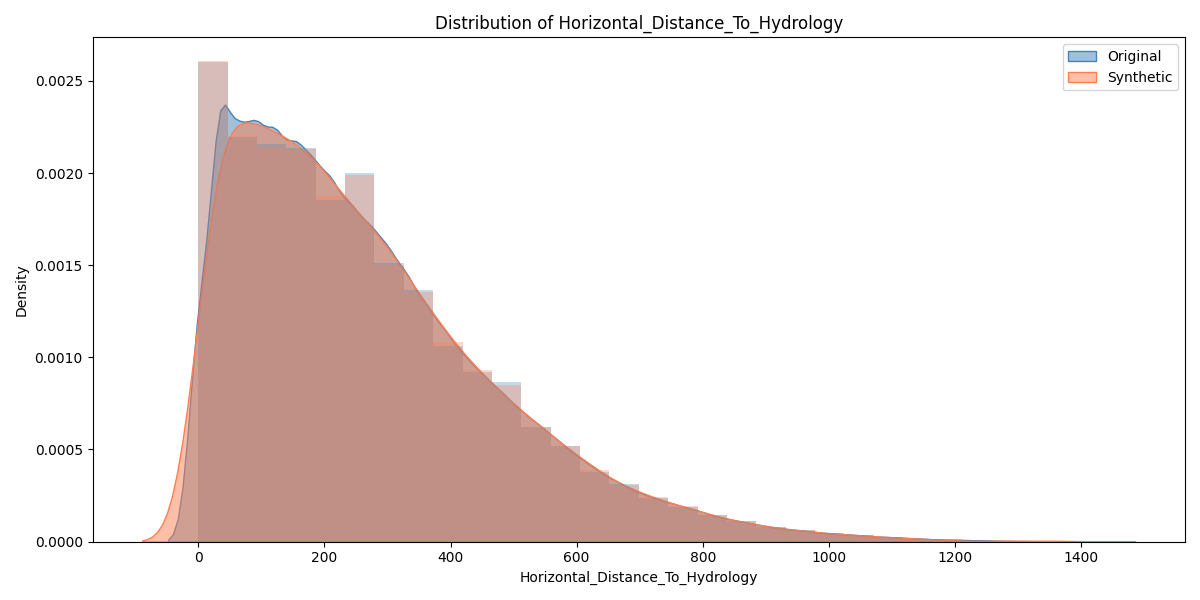 Distribution of Horizontal_Distance_To_Hydrology
Original
Synthetic
Density
0.0025
0.0020
0.0015
0.0010
0.0005
0.0000
0 200 400 600 800 1000 1200 1400
Horizontal_Distance_To_Hydrology